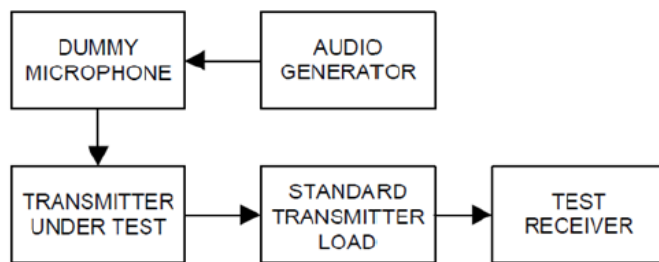 DUMMY
MICROPHONE
AUDIO
GENERATOR
TRANSMITTER
UNDER TEST
STANDARD
TRANSMITTER
LOAD
TEST
RECEIVER